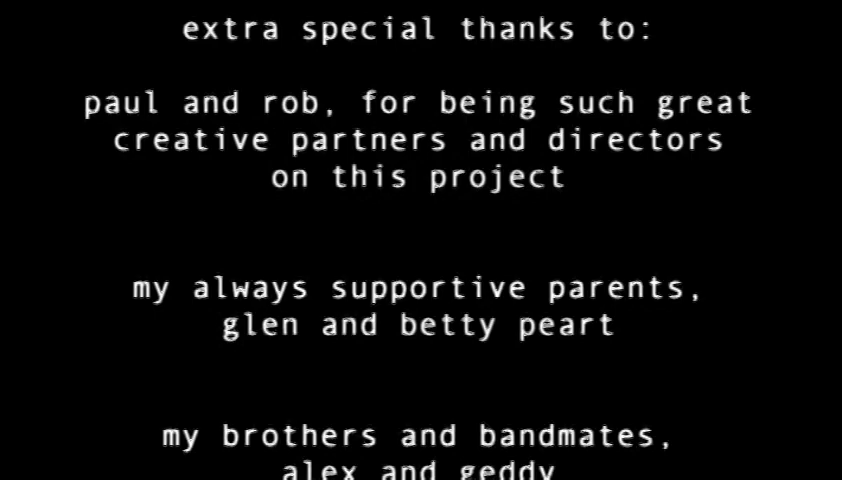 extra special thanks to:
paul and rob, for being such great
creative partners and directors
on this project
my always supportive parents,
glen and betty peart
my brothers and bandmates,
alex and geddy